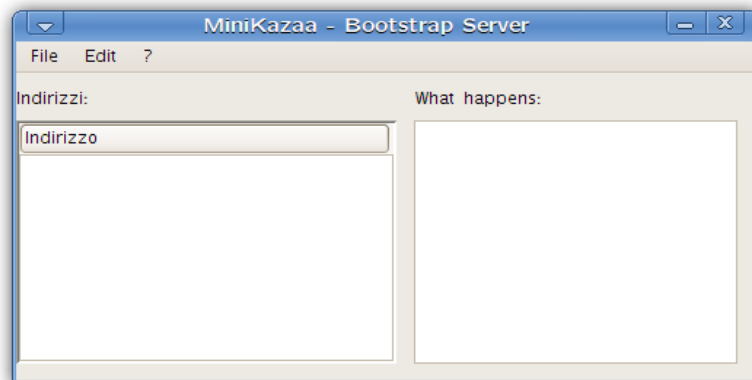 MiniKazaa - Bootstrap Server
File Edit ?
Indirizzi: What happens:
Indirizzo